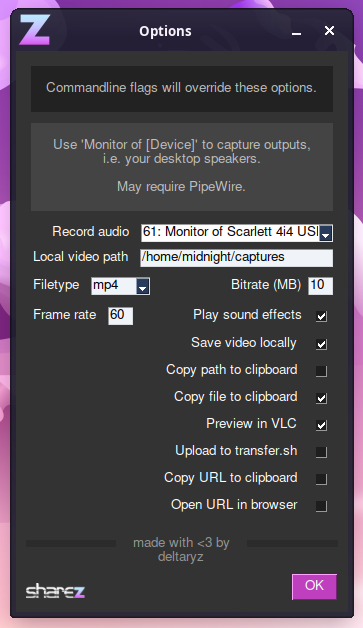 Z
Options
Commandline flags will override these options.
Use 'Monitor of [Device]' to capture outputs,
i.e. your desktop speakers.
May require PipeWire.
Record audio 61: Monitor of Scarlett 4i4 USI
Local video path /home/midnight/captures
Filetype mp4 Bitrate (MB) 10
Frame rate 60 Play sound effects
Save video locally
Copy path to clipboard
Copy file to clipboard
Preview in VLC
Upload to transfer.sh
Copy URL to clipboard
Open URL in browser
made with <3 by
deltaryz
sharez OK